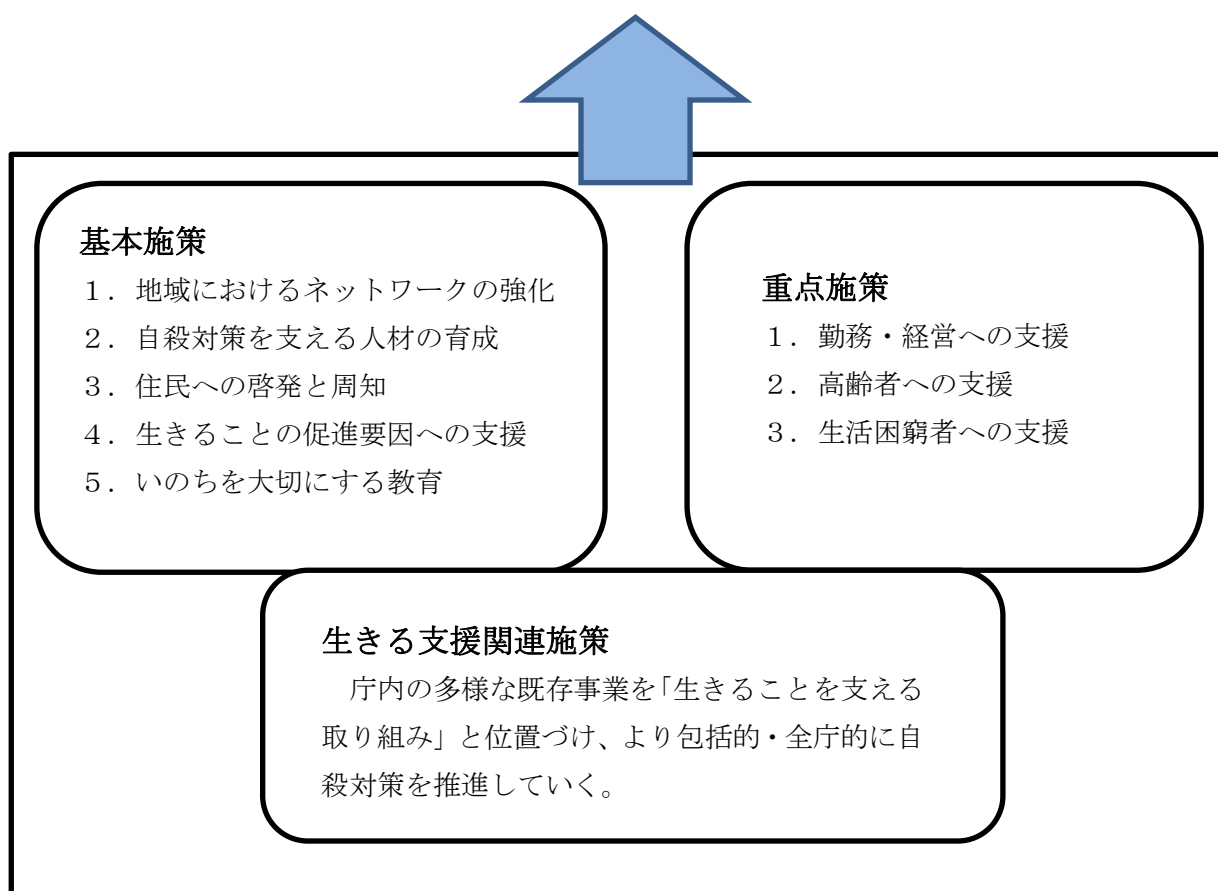 基本施策
１．地域におけるネットワークの強化
２．自殺対策を支える人材の育成
３．住民への啓発と周知
４．生きることの促進要因への支援
５．いのちを大切にする教育
重点施策
１．勤務・経営への支援
２．高齢者への支援
３．生活困窮者への支援
生きる支援関連施策
　庁内の多様な既存事業を「生きることを支える
取り組み」と位置づけ、より包括的・全庁的に自
殺対策を推進していく。